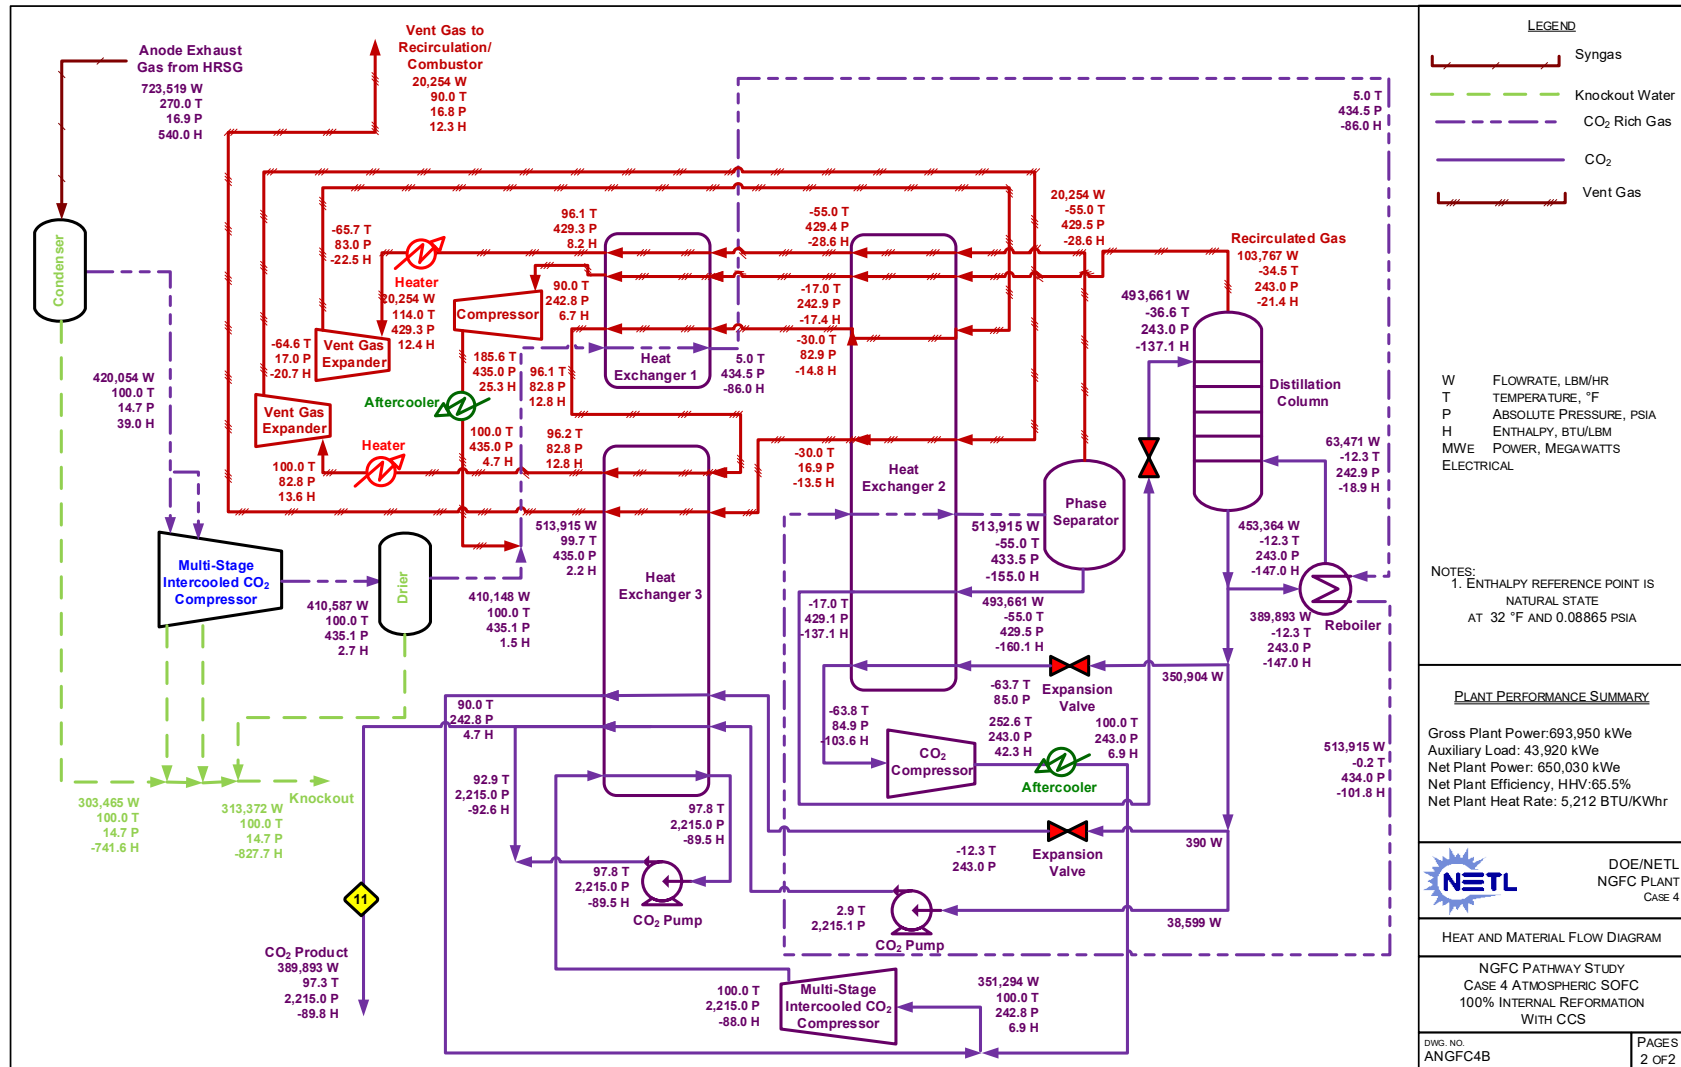 Anode Exhaust
Gas from HRSG
723,519 W
270.0 T
16.9 P
540.0 H
Vent Gas to
Recirculation/
Combustor
20,254 W
90.0 T
16.8 P
12.3 H
5.0 T
434.5 P
-86.0 H
Condenser
-65.7 T
83.0 P
-22.5 H
Heater
20,254 W
114.0 T
429.3 P
12.4 H
96.1 T
429.3 P
8.2 H
-55.0 T
429.4 P
-28.6 H
20,254 W
-55.0 T
429.5 P
-28.6 H
Recirculated Gas
103,767 W
-34.5 T
243.0 P
-21.4 H
Compressor
90.0 T
242.8 P
6.7 H
-17.0 T
242.9 P
-17.4 H
493,661 W
-36.6 T
243.0 P
-137.1 H
Vent Gas
Expander
-64.6 T
17.0 P
-20.7 H
185.6 T
435.0 P
25.3 H
Heat
Exchanger 1
5.0 T
434.5 P
-86.0 H
-30.0 T
82.9 P
-14.8 H
420,054 W
100.0 T
14.7 P
39.0 H
Vent Gas
Expander
Aftercooler
96.1 T
82.8 P
12.8 H
Distillation
Column
Heater
100.0 T
435.0 P
4.7 H
96.2 T
82.8 P
12.8 H
100.0 T
82.8 P
13.6 H
-30.0 T
16.9 P
-13.5 H
Heat
Exchanger 2
Phase
Separator
63,471 W
-12.3 T
242.9 P
-18.9 H
513,915 W
99.7 T
435.0 P
2.2 H
513,915 W
-55.0 T
433.5 P
-155.0 H
453,364 W
-12.3 T
243.0 P
-147.0 H
Multi-Stage
Intercooled CO2
Compressor
Drier
Heat
Exchanger 3
410,587 W
100.0 T
435.1 P
2.7 H
410,148 W
100.0 T
435.1 P
1.5 H
-17.0 T
429.1 P
-137.1 H
493,661 W
-55.0 T
429.5 P
-160.1 H
Reboiler
389,893 W
-12.3 T
243.0 P
-147.0 H
350,904 W
-63.7 T
85.0 P
Expansion
Valve
90.0 T
242.8 P
4.7 H
-63.8 T
84.9 P
-103.6 H
252.6 T
243.0 P
42.3 H
100.0 T
243.0 P
6.9 H
CO2
Compressor
Aftercooler
513,915 W
-0.2 T
434.0 P
-101.8 H
303,465 W
100.0 T
14.7 P
-741.6 H
313,372 W
100.0 T
14.7 P
-827.7 H
Knockout
92.9 T
2,215.0 P
-92.6 H
97.8 T
2,215.0 P
-89.5 H
97.8 T
2,215.0 P
-89.5 H
CO2 Pump
-12.3 T
243.0 P
Expansion
Valve
390 W
11
2.9 T
2,215.1 P
CO2 Pump
38,599 W
CO2 Product
389,893 W
97.3 T
2,215.0 P
-89.8 H
100.0 T
2,215.0 P
-88.0 H
Multi-Stage
Intercooled CO2
Compressor
351,294 W
100.0 T
242.8 P
6.9 H
LEGEND
Syngas
Knockout Water
CO2 Rich Gas
CO2
Vent Gas
W FLOWRATE, LBM/HR
T TEMPERATURE, °F
P ABSOLUTE PRESSURE, PSIA
H ENTHALPY, BTU/LBM
MWE POWER, MEGAWATTS
ELECTRICAL
NOTES:
1. ENTHALPY REFERENCE POINT IS
NATURAL STATE
AT 32 °F AND 0.08865 PSIA
PLANT PERFORMANCE SUMMARY
Gross Plant Power:693,950 kWe
Auxiliary Load: 43,920 kWe
Net Plant Power: 650,030 kWe
Net Plant Efficiency, HHV:65.5%
Net Plant Heat Rate: 5,212 BTU/KWhr
NETL
DOE/NETL
NGFC PLANT
CASE 4
HEAT AND MATERIAL FLOW DIAGRAM
NGFC PATHWAY STUDY
CASE 4 ATMOSPHERIC SOFC
100% INTERNAL REFORMATION
WITH CCS
DWG. NO.
ANGFC4B
PAGES
2 OF2